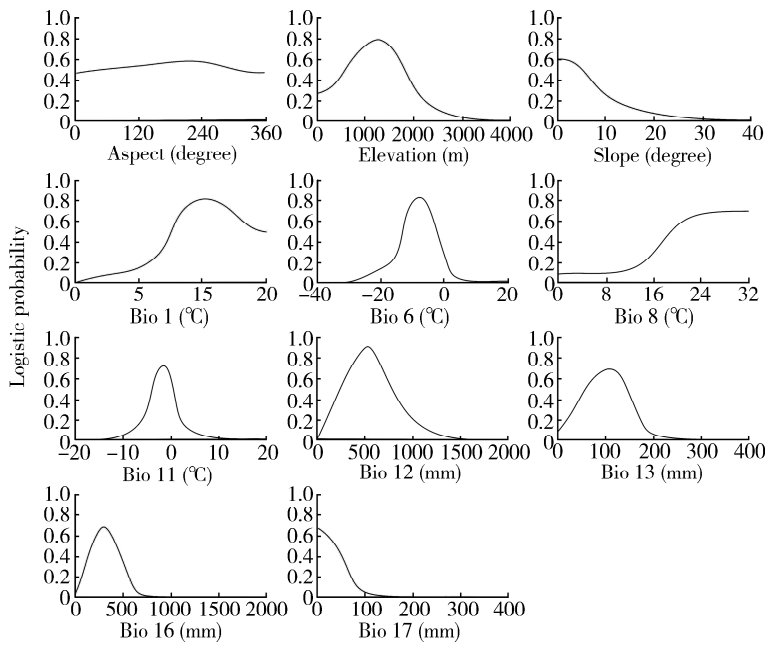 1.0 1.0 1.0
0.8 0.8 0.8
0.6 0.6 0.6
0.4 0.4 0.4
0.2 0.2 0.2
0 0 0
0 120 240 360 0 1000 2000 3000 4000 0 10 20 30 40
Aspect (degree) Elevation (m) Slope (degree)
Logistic probability
1.0 1.0 1.0
0.8 0.8 0.8
0.6 0.6 0.6
0.4 0.4 0.4
0.2 0.2 0.2
0 5 15 20 −40 −20 0 20 0 8 16 24 32
Bio 1 (℃) Bio 6 (℃) Bio 8 (℃)
1.0 1.0 1.0
0.8 0.8 0.8
0.6 0.6 0.6
0.4 0.4 0.4
0.2 0.2 0.2
0 0 0
−20 −10 0 10 20 0 500 1000 1500 2000 0 100 200 300 400
Bio 11 (℃) Bio 12 (mm) Bio 13 (mm)
1.0 1.0
0.8 0.8
0.6 0.6
0.4 0.4
0.2 0.2
0 0
0 500 1000 1500 2000 0 100 200 300 400
Bio 16 (mm) Bio 17 (mm)